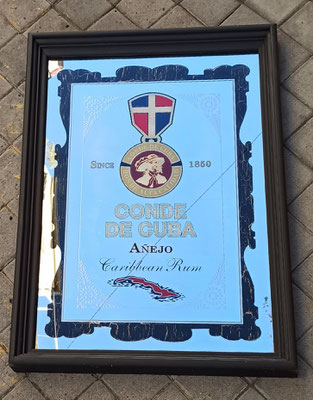 SINCE 1850
CONDE
DE CUBA
AÑEJO
Caribbean Rum